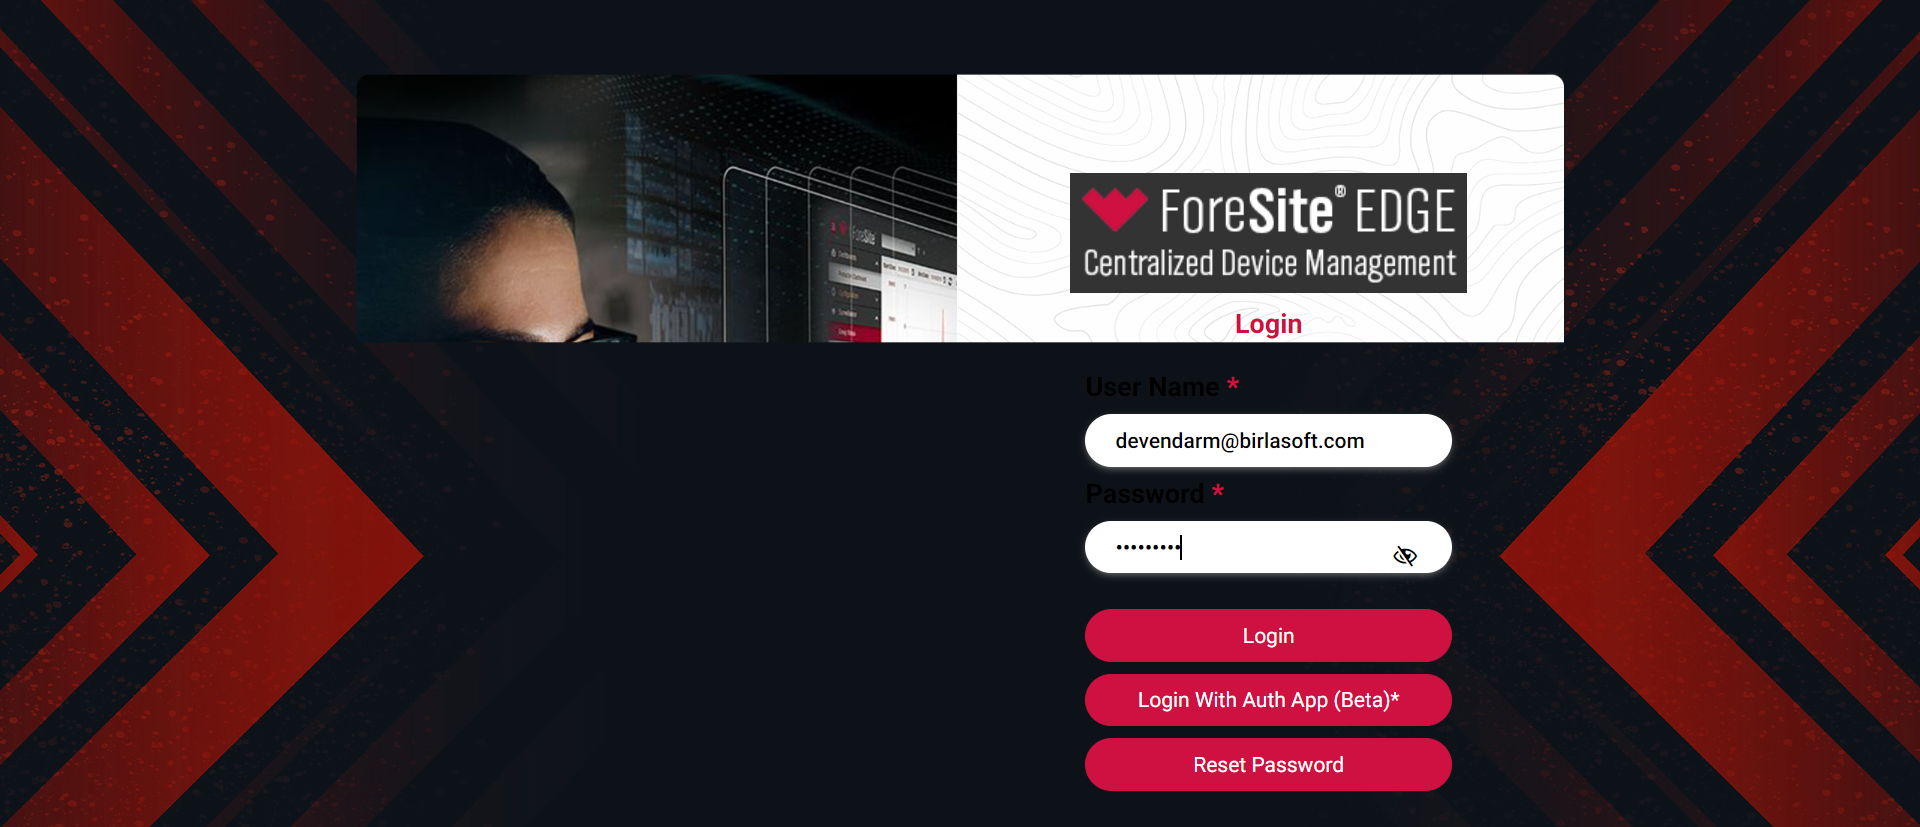 ForeSite® EDGE
Centralized Device Management
ForeSite
Login
User Name *
devendarm@birlasoft.com
Password *
•••••••••
Login
Login With Auth App (Beta)*
Reset Password